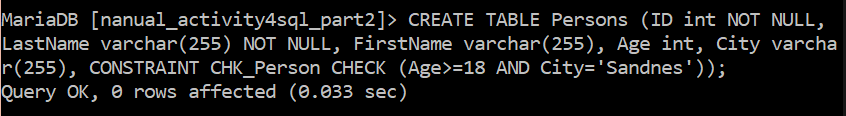 MariaDB [nanual_activity4sql_part2]> CREATE TABLE Persons (ID int NOT NULL,
LastName varchar(255) NOT NULL, FirstName varchar(255), Age int, City varcha
r(255), CONSTRAINT CHK_Person CHECK (Age>=18 AND City='Sandnes'));
Query OK, 0 rows affected (0.033 sec)